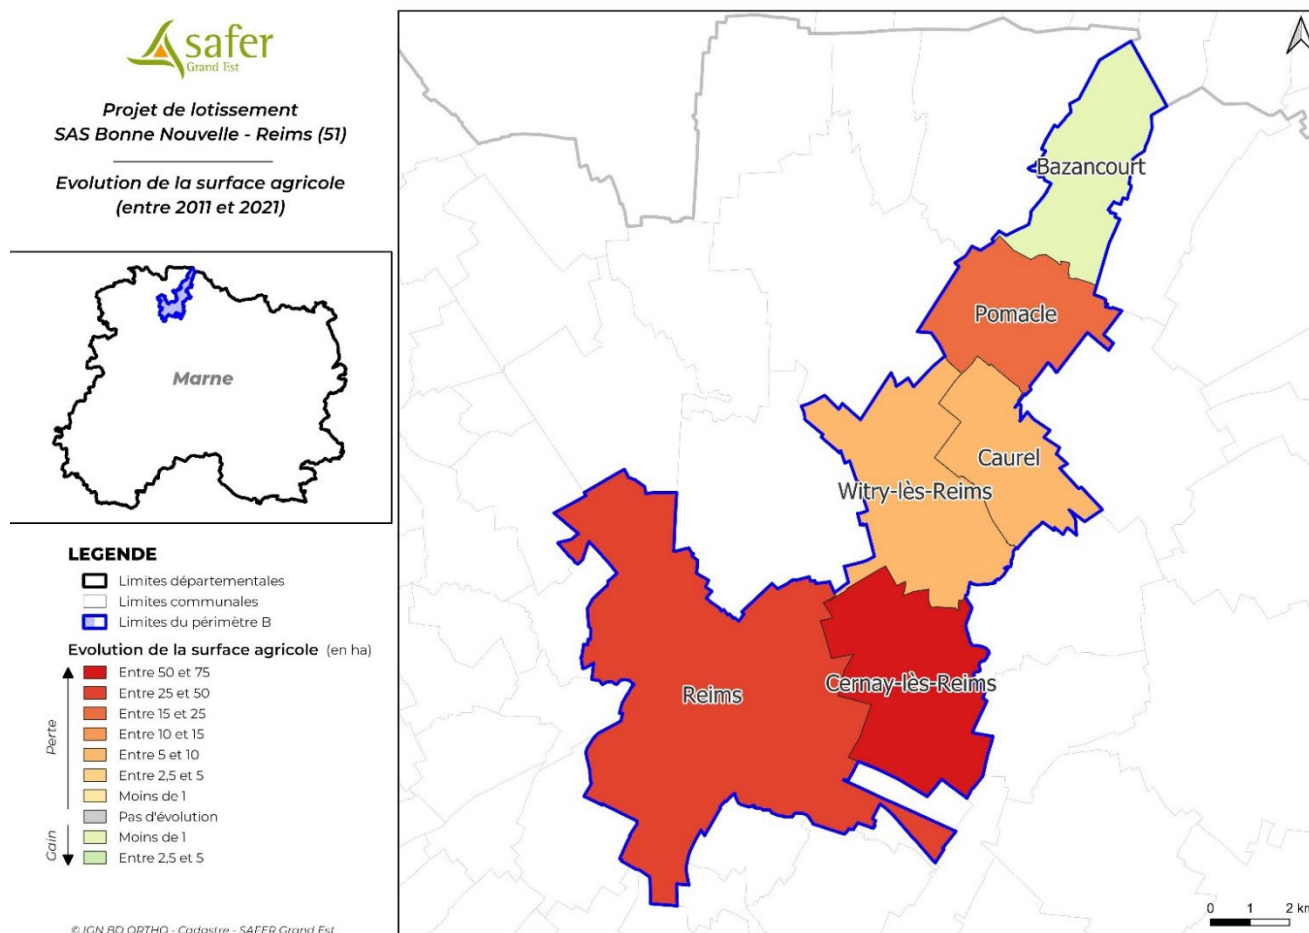 safer
Grand Est
Projet de lotissement
SAS Bonne Nouvelle - Reims (51)
Evolution de la surface agricole
(entre 2011 et 2021)
Marne
LEGENDE
Limites départementales
Limites communales
Limites du périmètre B
Evolution de la surface agricole (en ha)
Perte
Entre 50 et 75
Entre 25 et 50
Entre 15 et 25
Entre 10 et 15
Entre 5 et 10
Entre 2,5 et 5
Moins de 1
Pas d'évolution
Gain
Moins de 1
Entre 2,5 et 5
© IGN BD ORTHO - Cadastre - SAFER Grand Est
Bazancourt
Pomacle
Caurel
Witry-lès-Reims
Reims
Cernay-lès-Reims
0 1 2 km